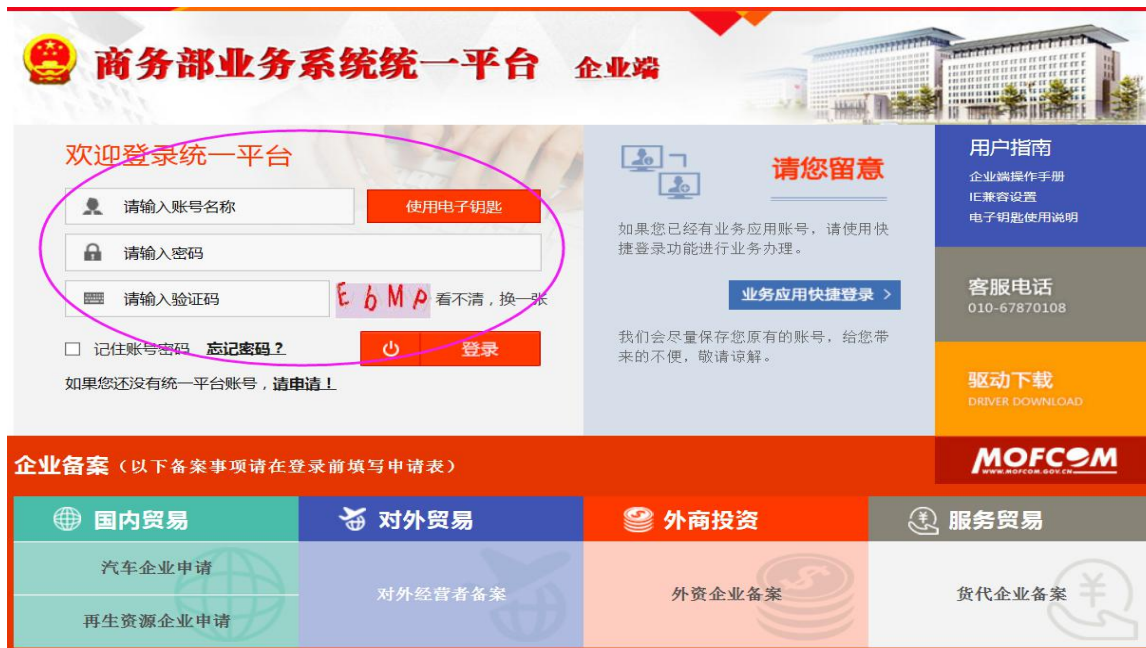 商务部业务系统统一平台 企业端
欢迎登录统一平台
请输入账号名称
使用电子钥匙
请输入密码
请输入验证码
E6MP
看不清，换一张
记住账号密码 忘记密码？
登录
如果您还没有统一平台账号，请申请！
请您留意
如果您已经有业务应用账号，请使用快
捷登录功能进行业务办理。
业务应用快捷登录 >
我们会尽量保存您原有的账号，给您带
来的不便，敬请谅解。
用户指南
企业端操作手册
IE兼容设置
电子钥匙使用说明
客服电话
010-67870108
驱动下载
DRIVER DOWNLOAD
企业备案（以下备案事项请在登录前填写申请表）
MOFCOM
WWW.MOFCOM.GOV.CN
国内贸易
汽车企业申请
再生资源企业申请
对外贸易
对外经营者备案
外商投资
外资企业备案
服务贸易
货代企业备案